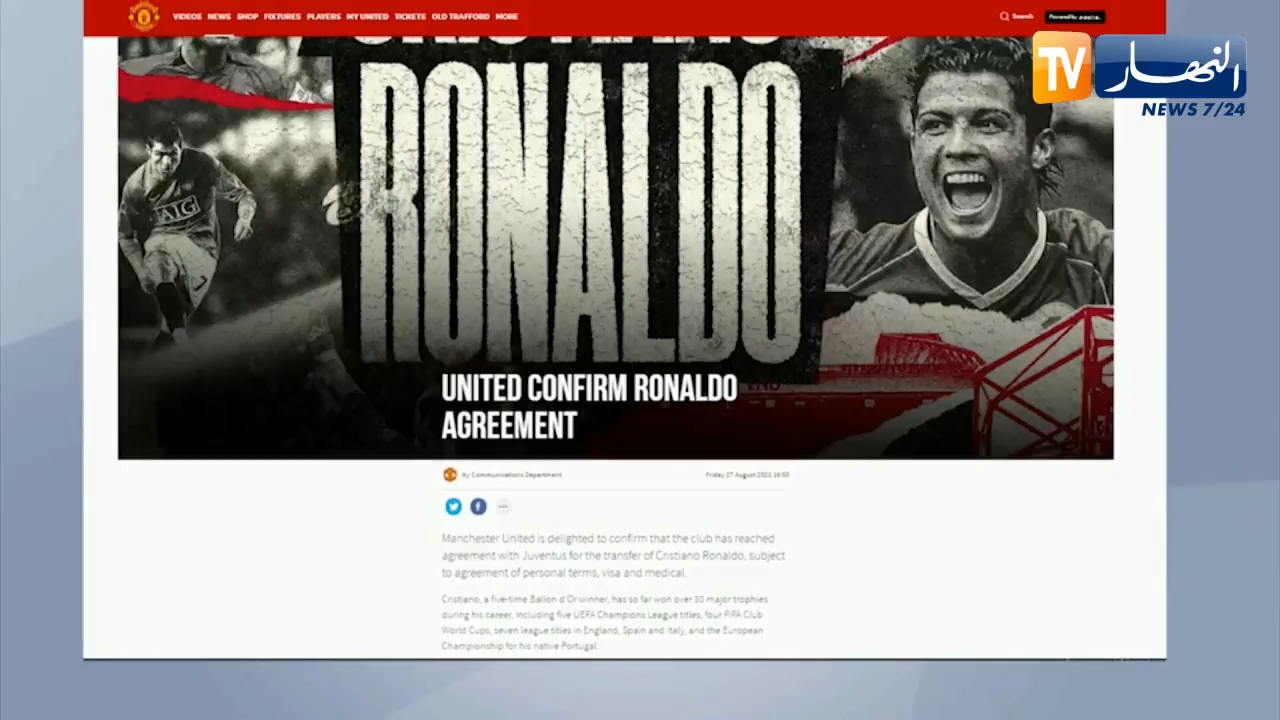 VIDEOS NEWS SHOP FIXTURES PLAYERS MY UNITED TICKETS OLD TRAFFORD MORE
Search
Powered By
TV النهار
NEWS 7/24
RONALDO
AIG
UNITED CONFIRM RONALDO
AGREEMENT
by Communications Department
Friday 27 August 2021
Manchester United is delighted to confirm that the club has reached
agreement with Juventus for the transfer of Cristiano Ronaldo, subject
to agreement of personal terms, visa and medical.
Cristiano, a five-time Ballon d'Or winner, has so far won over 30 major trophies
during his career, including five UEFA Champions League titles, four FIFA Club
World Cups, seven league titles in England, Spain and Italy, and the European
Championship for his native Portugal.